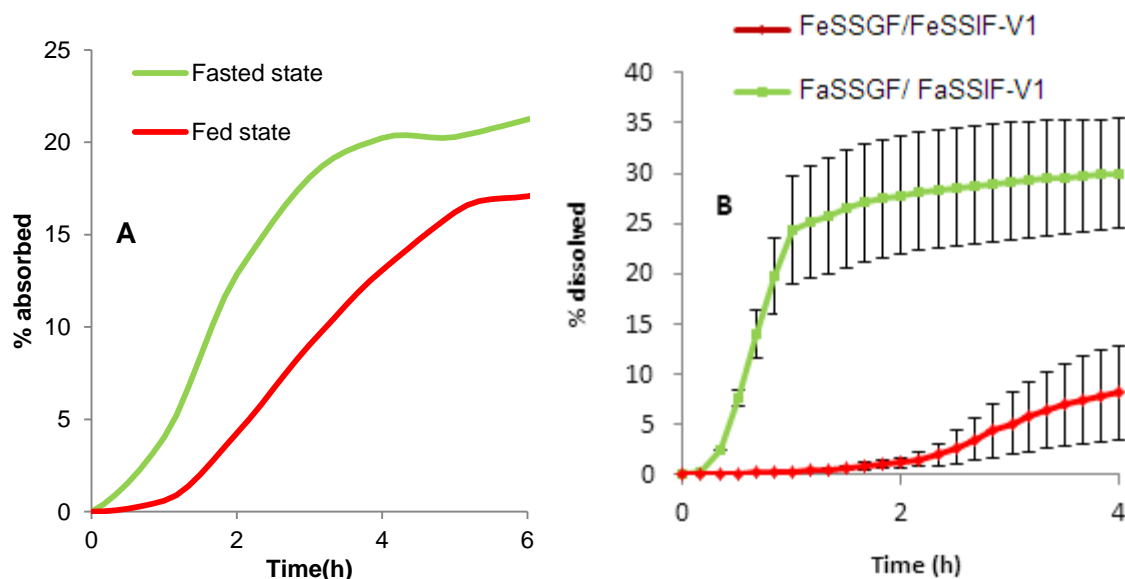 25
20
15
10
5
0
% absorbed
Fasted state
Fed state
A
0
2
4
6
Time(h)
FeSSGF/FeSSIF-V1
FaSSGF/ FaSSIF-V1
40
35
30
25
20
15
10
5
0
% dissolved
B
0
2
4
Time (h)